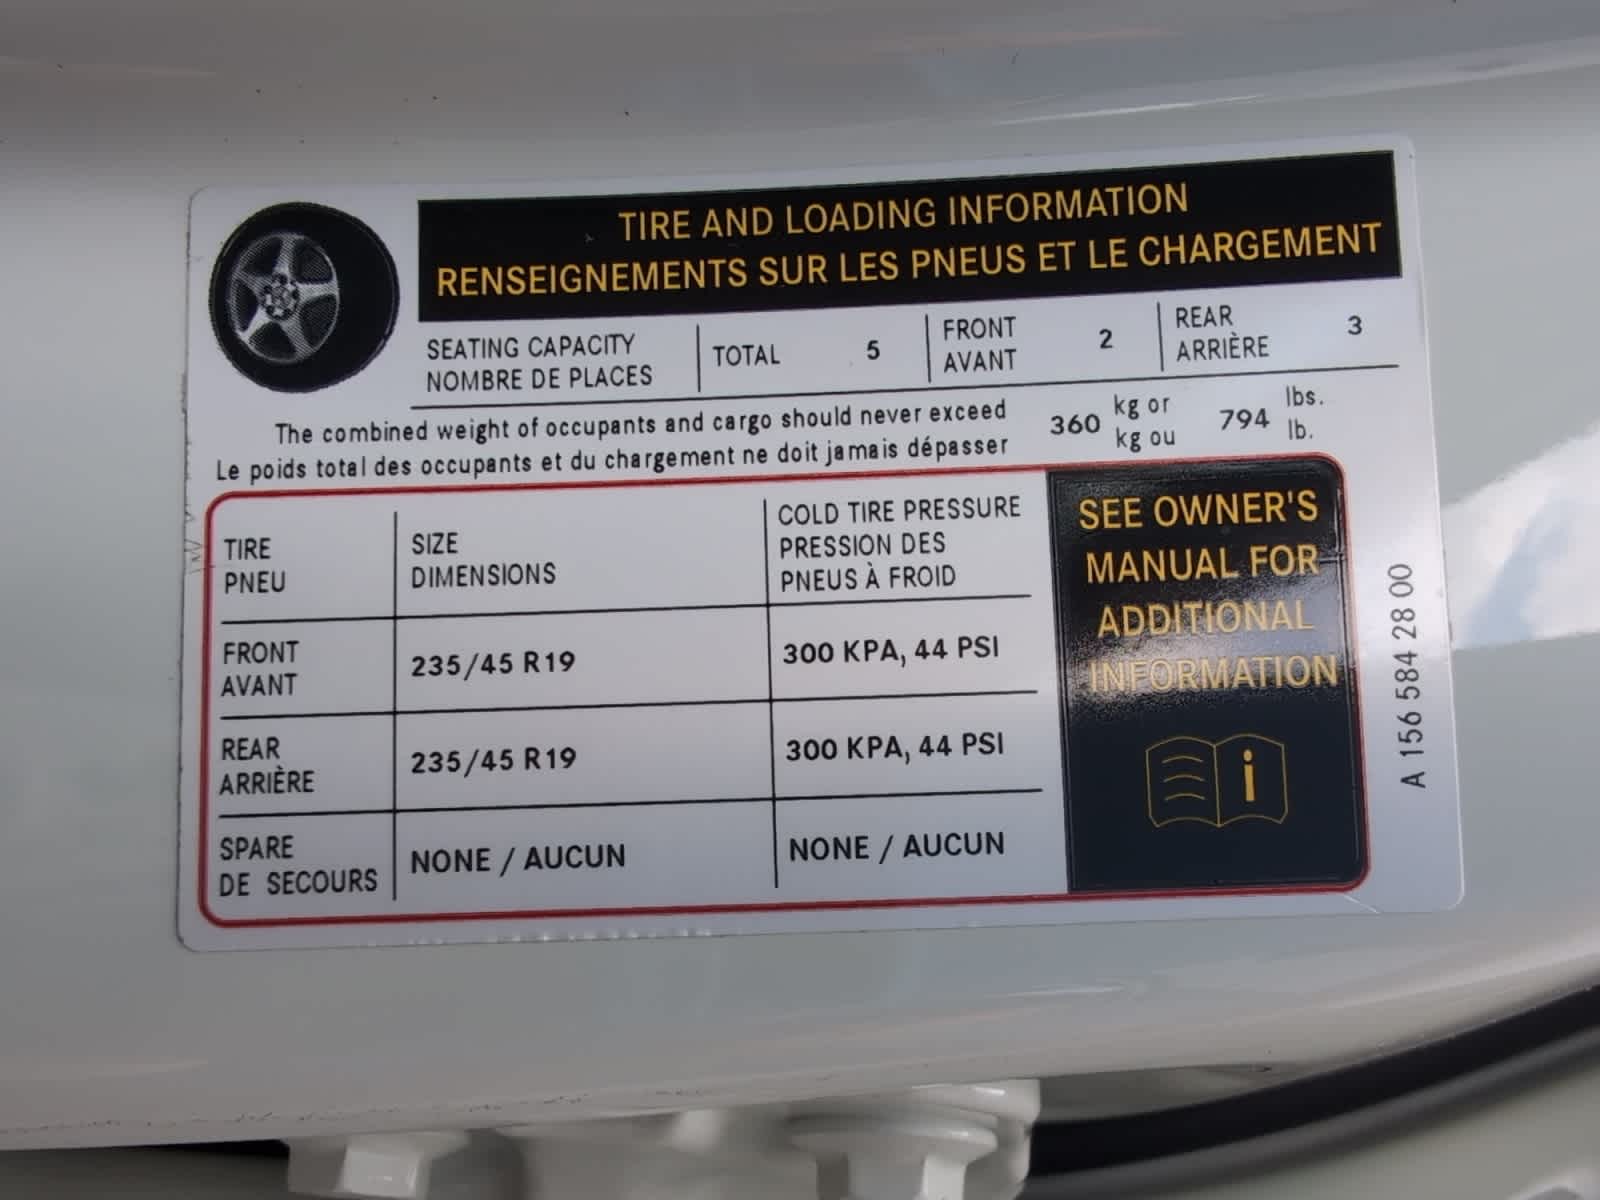 TIRE AND LOADING INFORMATION
RENSEIGNEMENTS SUR LES PNEUS ET LE CHARGEMENT
SEATING CAPACITY
NOMBRE DE PLACES
TOTAL 5
FRONT
AVANT
2
REAR
ARRIÈRE
3
The combined weight of occupants and cargo should never exceed
Le poids total des occupants et du chargement ne doit jamais dépasser
360
kg or
kg ou
794
lbs.
lb.
TIRE
PNEU
SIZE
DIMENSIONS
COLD TIRE PRESSURE
PRESSION DES
PNEUS À FROID
FRONT
AVANT
235/45 R19
300 KPA, 44 PSI
REAR
ARRIÈRE
235/45 R19
300 KPA, 44 PSI
SPARE
DE SECOURS
NONE / AUCUN
NONE / AUCUN
SEE OWNER'S
MANUAL FOR
ADDITIONAL
INFORMATION
i
A 156 584 28 00